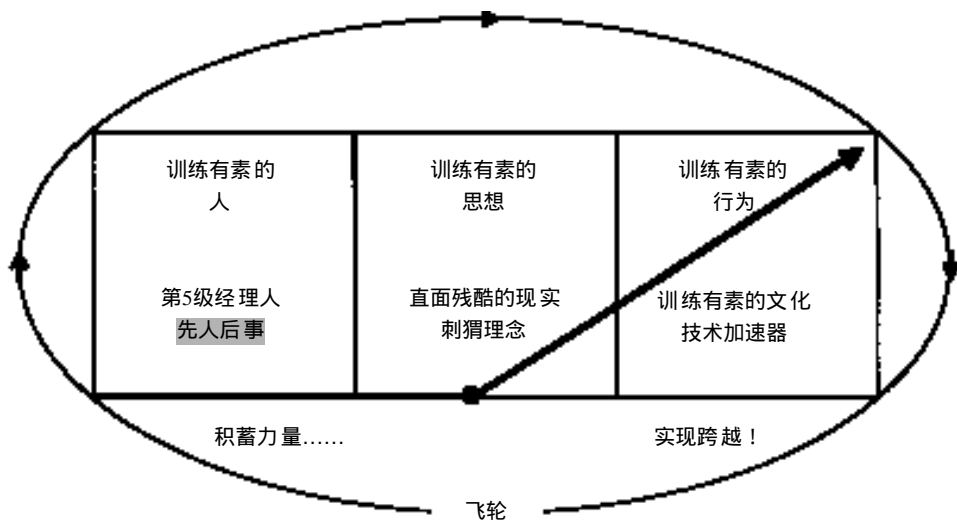 训练有素的
人
第5级经理人
先人后事
训练有素的
思想
直面残酷的现实
刺猬理念
训练有素的
行为
训练有素的文化
技术加速器
积蓄力量……
实现跨越！
飞轮